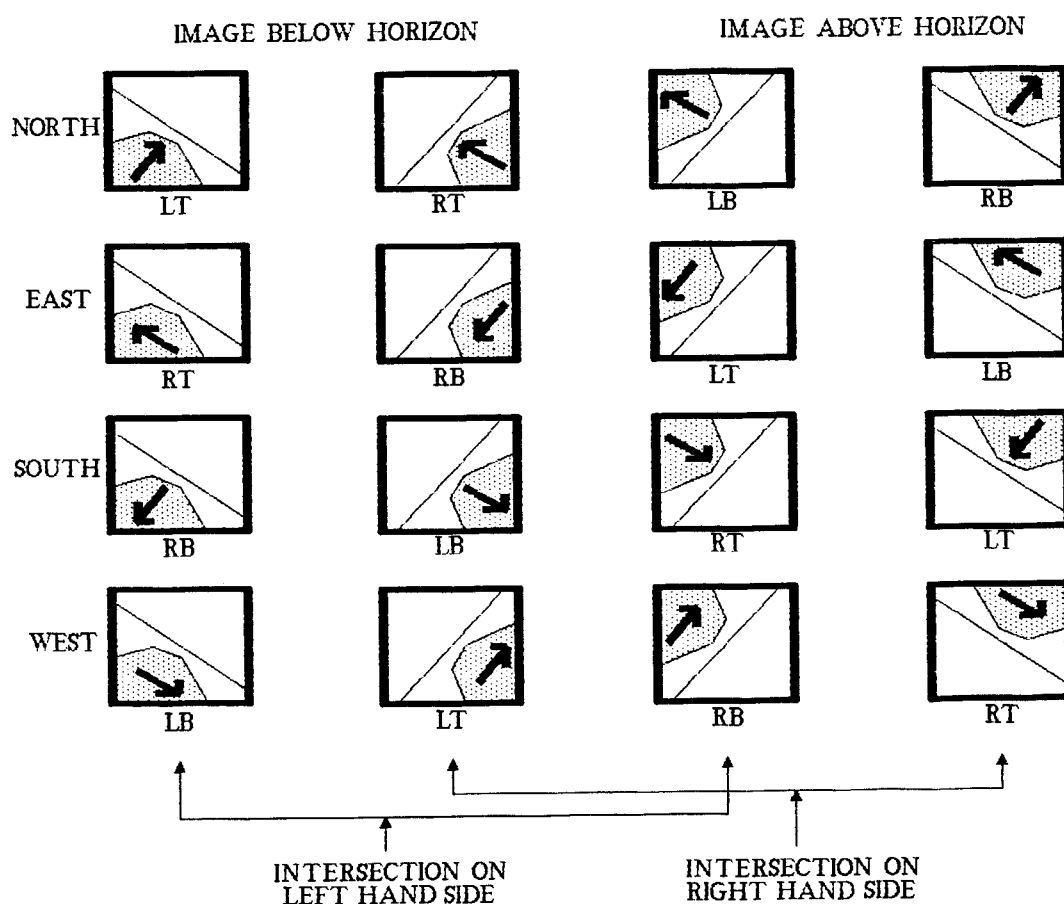 IMAGE BELOW HORIZON
IMAGE ABOVE HORIZON
NORTH
LT
RT
LB
RB
EAST
RT
RB
LT
LB
SOUTH
RB
LB
RT
LT
WEST
LB
LT
RB
RT
INTERSECTION ON
LEFT HAND SIDE
INTERSECTION ON
RIGHT HAND SIDE